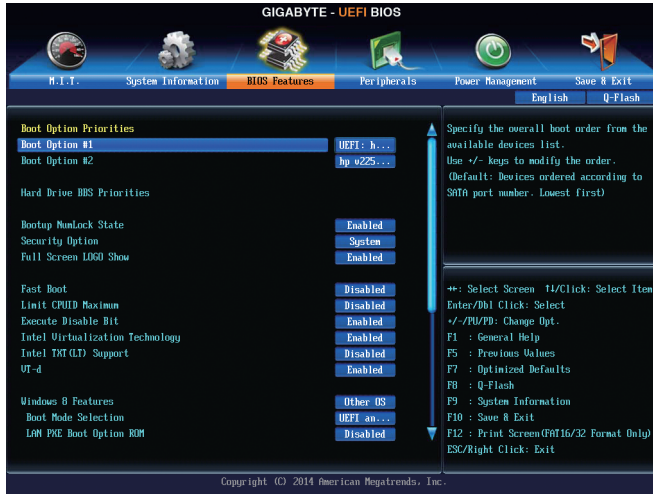 GIGABYTE - UEFI BIOS
M.I.T. System Information BIOS Features Peripherals Power Management Save & Exit
English Q-Flash
Boot Option Priorities
Boot Option #1 UEFI: h...
Boot Option #2 hp v225...
Hard Drive BBS Priorities
Bootup NumLock State Enabled
Security Option System
Full Screen LOGO Show Enabled
Fast Boot Disabled
Limit CPUID Maximum Disabled
Execute Disable Bit Enabled
Intel Virtualization Technology Enabled
Intel TXT(LT) Support Disabled
VT-d Enabled
Windows 8 Features Other OS
Boot Mode Selection UEFI an...
LAN PXE Boot Option ROM Disabled
Specify the overall boot order from the
available devices list.
Use +/- keys to modify the order.
(Default: Devices ordered according to
SATA port number. Lowest first)
→←: Select Screen ↑↓/Click: Select Item
Enter/Dbl Click: Select
+/-/PU/PD: Change Opt.
F1 : General Help
F5 : Previous Values
F7 : Optimized Defaults
F8 : Q-Flash
F9 : System Information
F10 : Save & Exit
F12 : Print Screen(FAT16/32 Format Only)
ESC/Right Click: Exit
Copyright (C) 2014 American Megatrends, Inc.